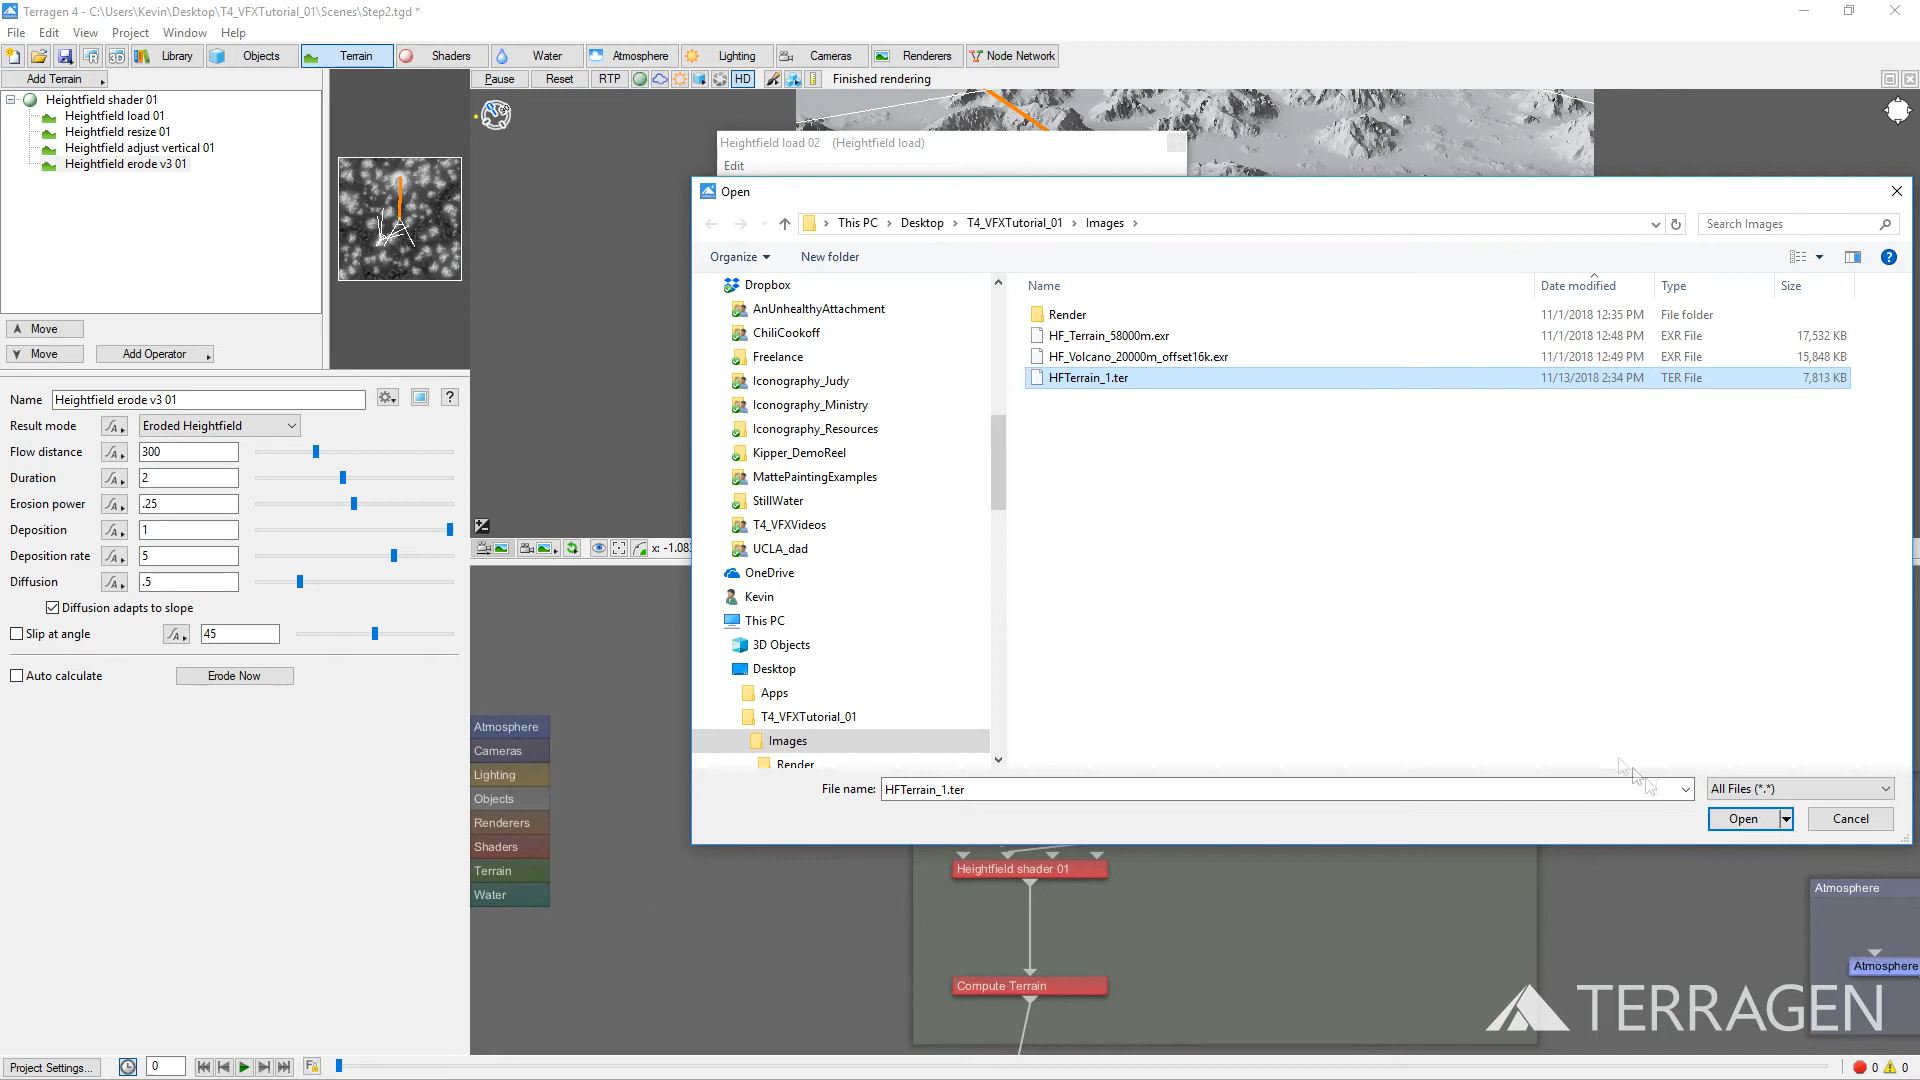 Terragen 4 - C:\Users\Kevin\Desktop\T4_VFXTutorial_01\Scenes\Step2.tgd *
File Edit View Project Window Help
Library Objects Terrain Shaders Water Atmosphere Lighting Cameras Renderers Node Network
Add Terrain Pause Reset RTP HD Finished rendering
Heightfield shader 01
Heightfield load 01
Heightfield resize 01
Heightfield adjust vertical 01
Heightfield erode v3 01
Move
Move Add Operator
Name Heightfield erode v3 01 ?
Result mode Eroded Heightfield
Flow distance 300
Duration 2
Erosion power .25
Deposition 1
Deposition rate 5
Diffusion .5
Diffusion adapts to slope
Slip at angle 45
Auto calculate Erode Now
Heightfield load 02 (Heightfield load)
Edit
Open
This PC Desktop T4_VFXTutorial_01 Images Search Images
Organize New folder ?
Name Date modified Type Size
Render 11/1/2018 12:35 PM File folder
HF_Terrain_58000m.exr 11/1/2018 12:48 PM EXR File 17,532 KB
HF_Volcano_20000m_offset16k.exr 11/1/2018 12:49 PM EXR File 15,848 KB
HFTerrain_1.ter 11/13/2018 2:34 PM TER File 7,813 KB
Dropbox
AnUnhealthyAttachment
ChiliCookoff
Freelance
Iconography_Judy
Iconography_Ministry
Iconography_Resources
Kipper_DemoReel
MattePaintingExamples
StillWater
T4_VFXVideos
UCLA_dad
OneDrive
Kevin
This PC
3D Objects
Desktop
Apps
T4_VFXTutorial_01
Images
Render
File name: HFTerrain_1.ter All Files (*.*)
Open Cancel
x: -1.083
Atmosphere
Cameras
Lighting
Objects
Renderers
Shaders
Terrain
Water
Heightfield shader 01
Compute Terrain
Atmosphere
Atmosphere
TERRAGEN
Project Settings... 0 0 0